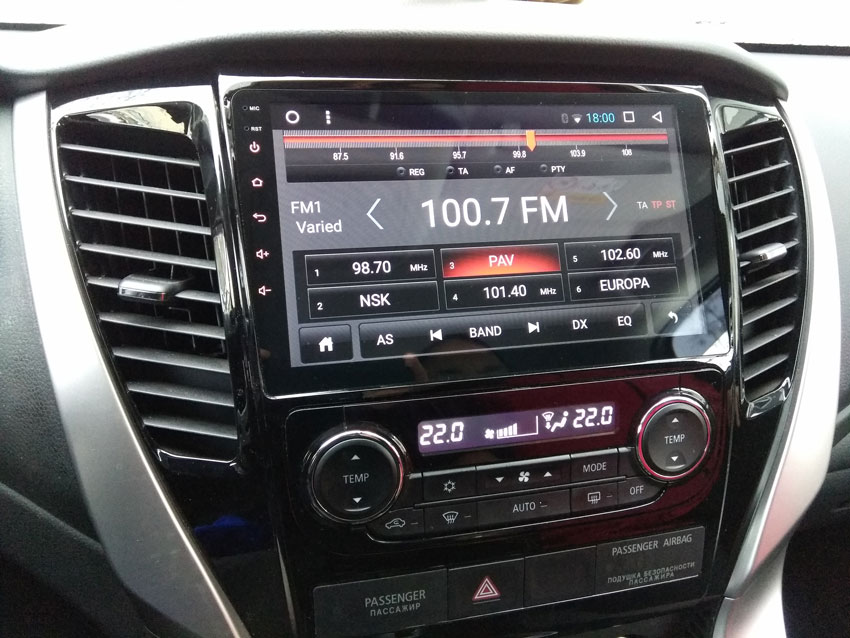 MIC
18:00
RST
87.5 91.6 95.7 99.8 103.9 108
REG TA AF PTY
FM1
Varied
100.7 FM
TA TP ST
1 98.70 MHz
3 PAV
5 102.60 MHz
2 NSK
4 101.40 MHz
6 EUROPA
AS BAND DX EQ
22.0 22.0
TEMP
TEMP
MODE
AUTO
OFF
PASSENGER
ПАССАЖИР
PASSENGER AIRBAG
ПОДУШКА БЕЗОПАСНОСТИ
ПАССАЖИРА